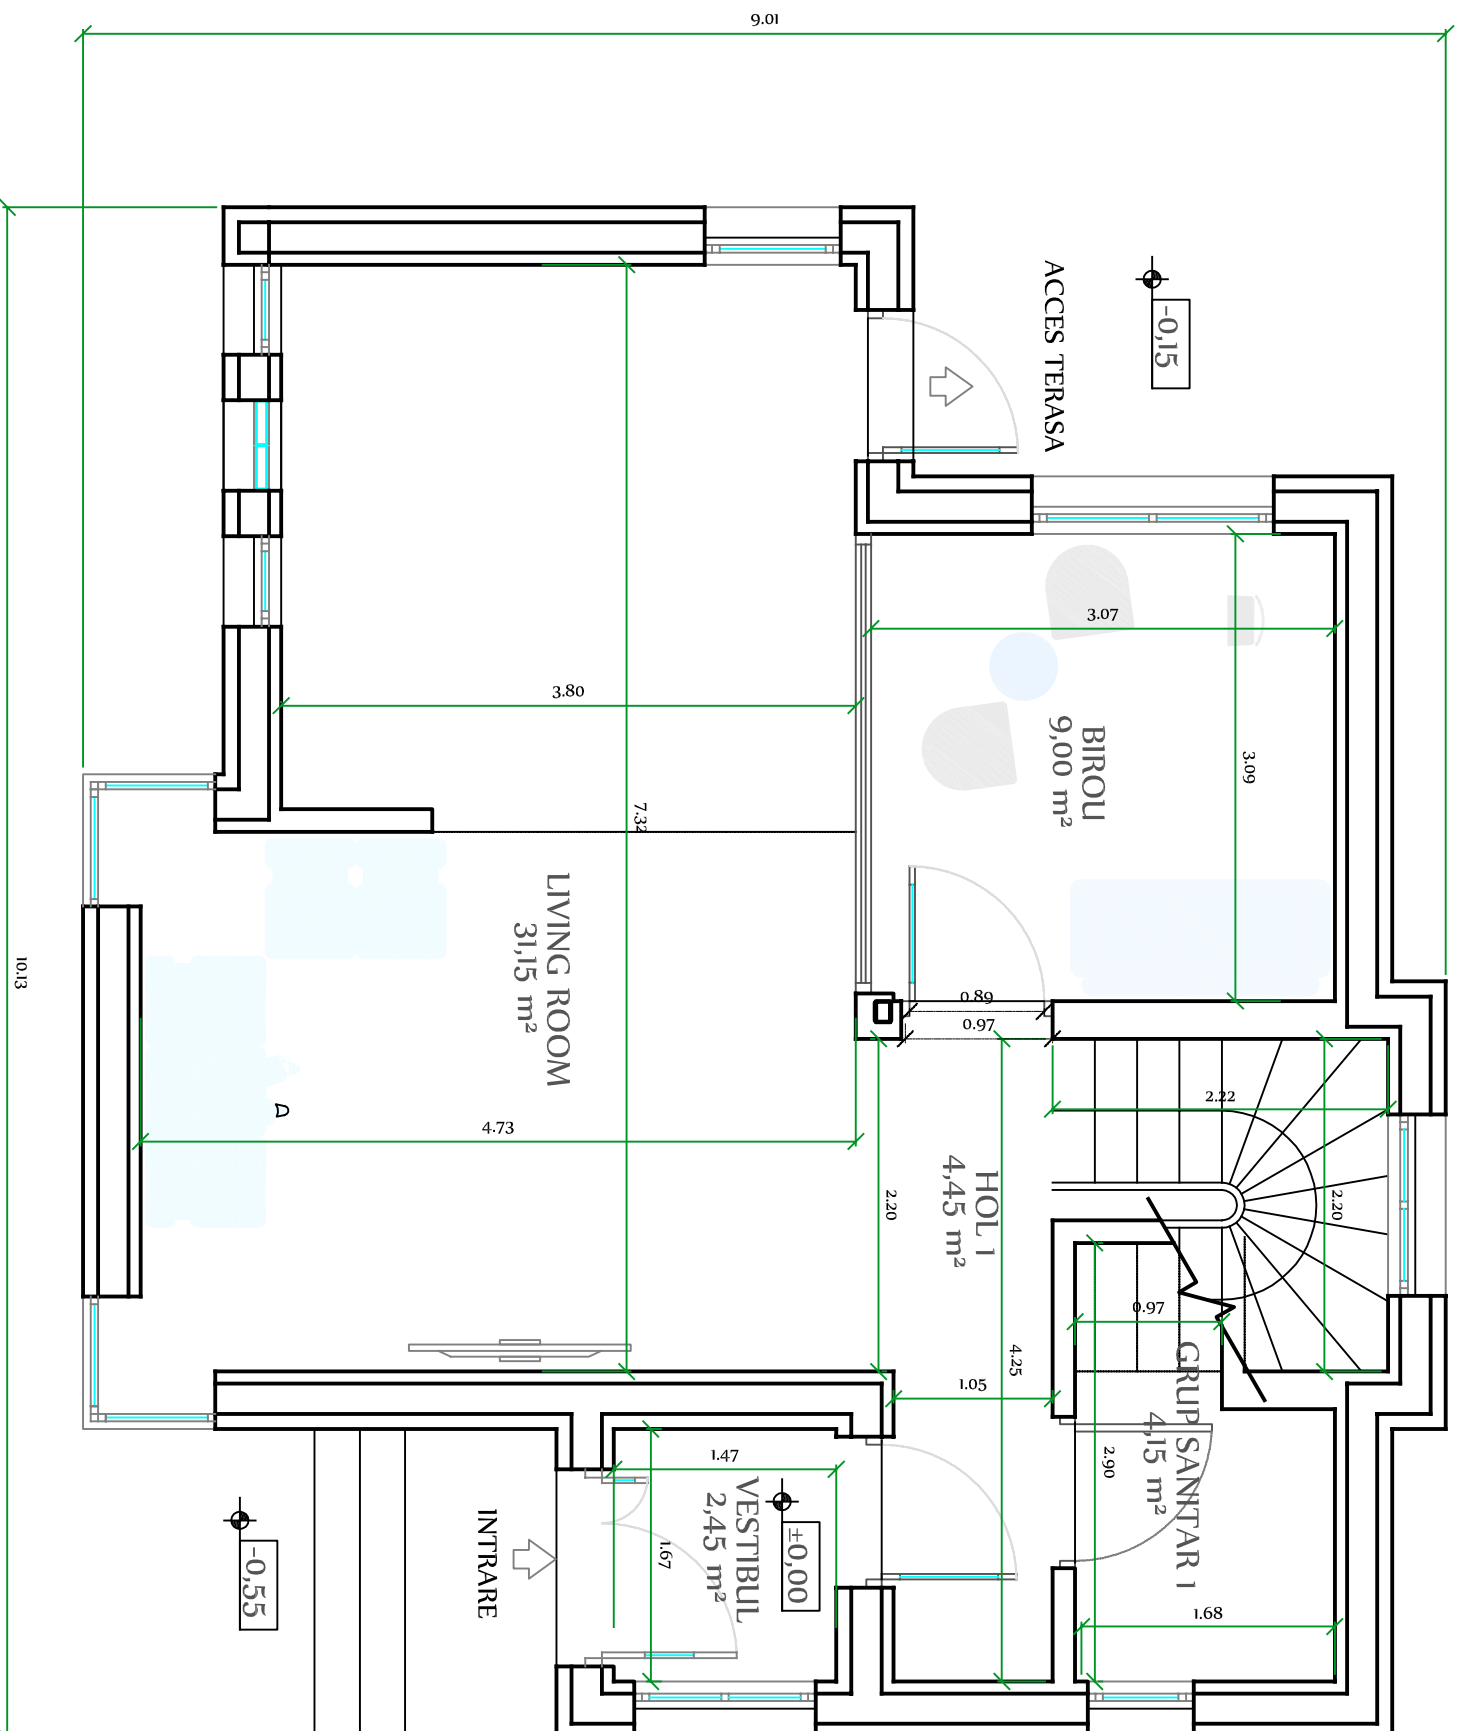 9.01
10.13
ACCES TERASA
-0,15
3.07
3.09
3.80
BIROU
9,00 m²
7.32
LIVING ROOM
31,15 m²
0.89
0.97
2.22
4.73
A
HOL 1
4,45 m²
2.20
2.20
0.97
4.25
1.05
GRUP SANITAR 1
4,15 m²
2.90
1.47
VESTIBUL
2,45 m²
±0,00
1.67
INTRARE
-0,55
1.68